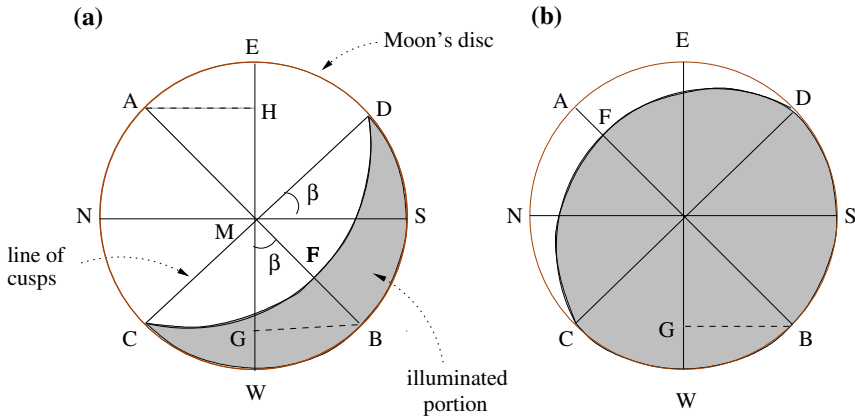 (a)
E
Moon's disc
A
H
D
β
N
M
S
line of
cusps
β
F
C
G
B
W
illuminated
portion
(b)
E
A
F
D
N
S
G
C
B
W